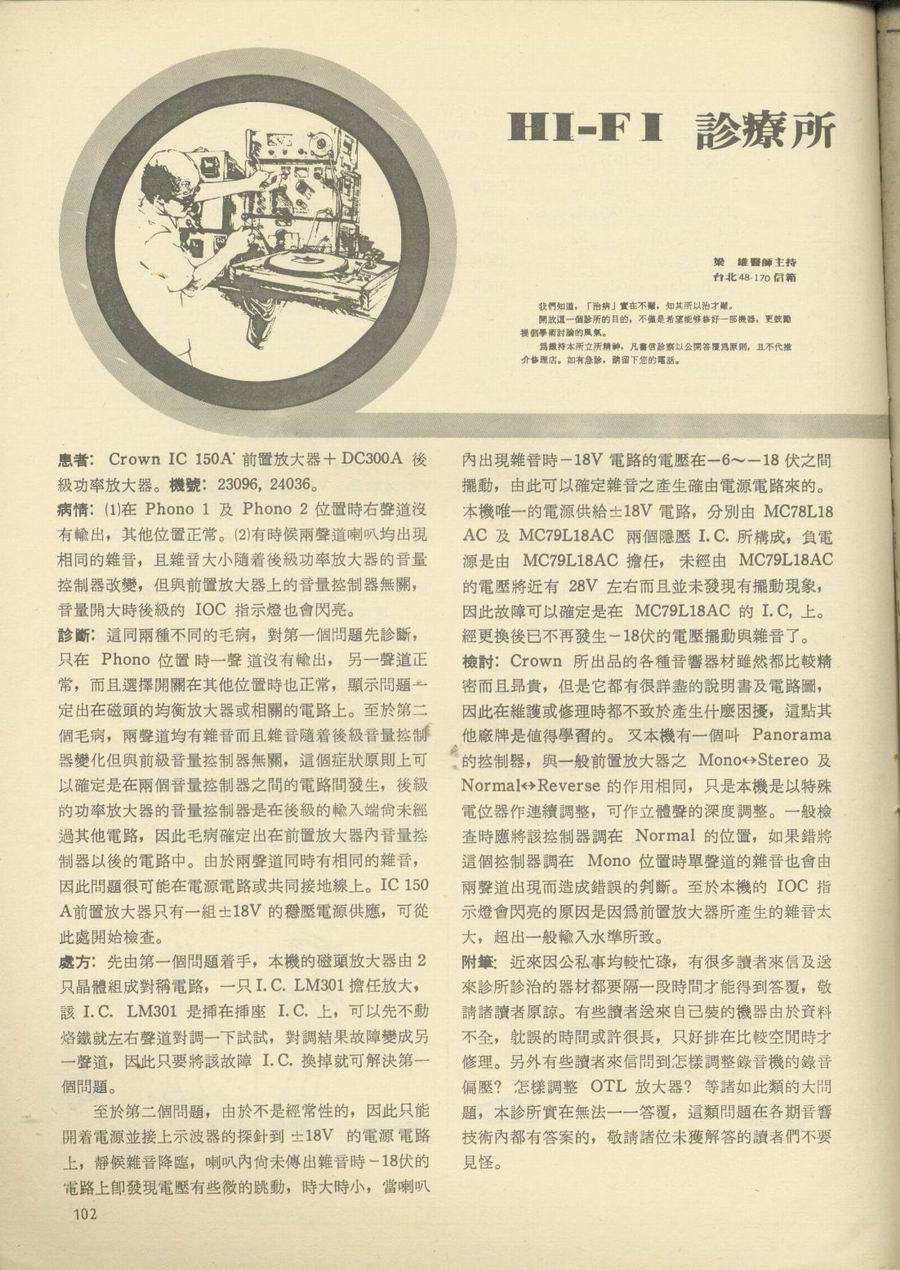 HI-FI 診療所
梁 雄醫師主持
台北48-170信箱
我們知道，「治病」實在不難，知其所以治才難。
開放這一個診所的目的，不僅是希望能够修好一部機器，更鼓勵
提倡學術討論的風氣。
爲維持本所立所精神，凡書信診察以公開答覆爲原則，且不代推
介修理店。如有急診，請留下您的電話。
患者：Crown IC 150A 前置放大器＋DC300A 後
級功率放大器。機號：23096, 24036。
病情：(1)在 Phono 1 及 Phono 2 位置時右聲道沒
有輸出，其他位置正常。(2)有時候兩聲道喇叭均出現
相同的雜音，且雜音大小隨着後級功率放大器的音量
控制器改變，但與前置放大器上的音量控制器無關，
音量開大時後級的 IOC 指示燈也會閃亮。
診斷：這同兩種不同的毛病，對第一個問題先診斷，
只在 Phono 位置時一聲道沒有輸出，另一聲道正
常，而且選擇開關在其他位置時也正常，顯示問題一
定出在磁頭的均衡放大器或相關的電路上。至於第二
個毛病，兩聲道均有雜音而且雜音隨着後級音量控制
器變化但與前級音量控制器無關，這個症狀原則上可
以確定是在兩個音量控制器之間的電路間發生，後級
的功率放大器的音量控制器是在後級的輸入端尙未經
過其他電路，因此毛病確定出在前置放大器內音量控
制器以後的電路中。由於兩聲道同時有相同的雜音，
因此問題很可能在電源電路或共同接地線上。IC 150
A前置放大器只有一組±18V 的穩壓電源供應，可從
此處開始檢查。
處方：先由第一個問題着手，本機的磁頭放大器由 2
只晶體組成對稱電路，一只 I.C. LM301 擔任放大，
該 I.C. LM301 是揷在揷座 I.C. 上，可以先不動
烙鐵就左右聲道對調一下試試，對調結果故障變成另
一聲道，因此只要將該故障 I.C. 換掉就可解決第一
個問題。
至於第二個問題，由於不是經常性的，因此只能
開着電源並接上示波器的探針到 ±18V 的電源電路
上，靜候雜音降臨，喇叭內尙未傳出雜音時－18伏的
電路上卽發現電壓有些微的跳動，時大時小，當喇叭
102
內出現雜音時－18V 電路的電壓在－6～－18 伏之間
擺動，由此可以確定雜音之產生確由電源電路來的。
本機唯一的電源供給±18V 電路，分別由 MC78L18
AC 及 MC79L18AC 兩個隱壓 I.C. 所構成，負電
源是由 MC79L18AC 擔任，未經由 MC79L18AC
的電壓將近有 28V 左右而且並未發現有擺動現象，
因此故障可以確定是在 MC79L18AC 的 I.C, 上。
經更換後已不再發生－18伏的電壓擺動與雜音了。
檢討：Crown 所出品的各種音響器材雖然都比較精
密而且昂貴，但是它都有很詳盡的說明書及電路圖，
因此在維護或修理時都不致於產生什麼困擾，這點其
他廠牌是値得學習的。又本機有一個叫 Panorama
的控制器，與一般前置放大器之 Mono↔Stereo 及
Normal↔Reverse 的作用相同，只是本機是以特殊
電位器作連續調整，可作立體聲的深度調整。一般檢
查時應將該控制器調在 Normal 的位置，如果錯將
這個控制器調在 Mono 位置時單聲道的雜音也會由
兩聲道出現而造成錯誤的判斷。至於本機的 IOC 指
示燈會閃亮的原因是因爲前置放大器所產生的雜音太
大，超出一般輸入水準所致。
附筆：近來因公私事均較忙碌，有很多讀者來信及送
來診所診治的器材都要隔一段時間才能得到答覆，敬
請諸讀者原諒。有些讀者送來自己裝的機器由於資料
不全，躭誤的時間或許很長，只好排在比較空閒時才
修理。另外有些讀者來信問到怎樣調整錄音機的錄音
偏壓？怎樣調整 OTL 放大器？等諸如此類的大問
題，本診所實在無法一一答覆，這類問題在各期音響
技術內都有答案的，敬請諸位未獲解答的讀者們不要
見怪。